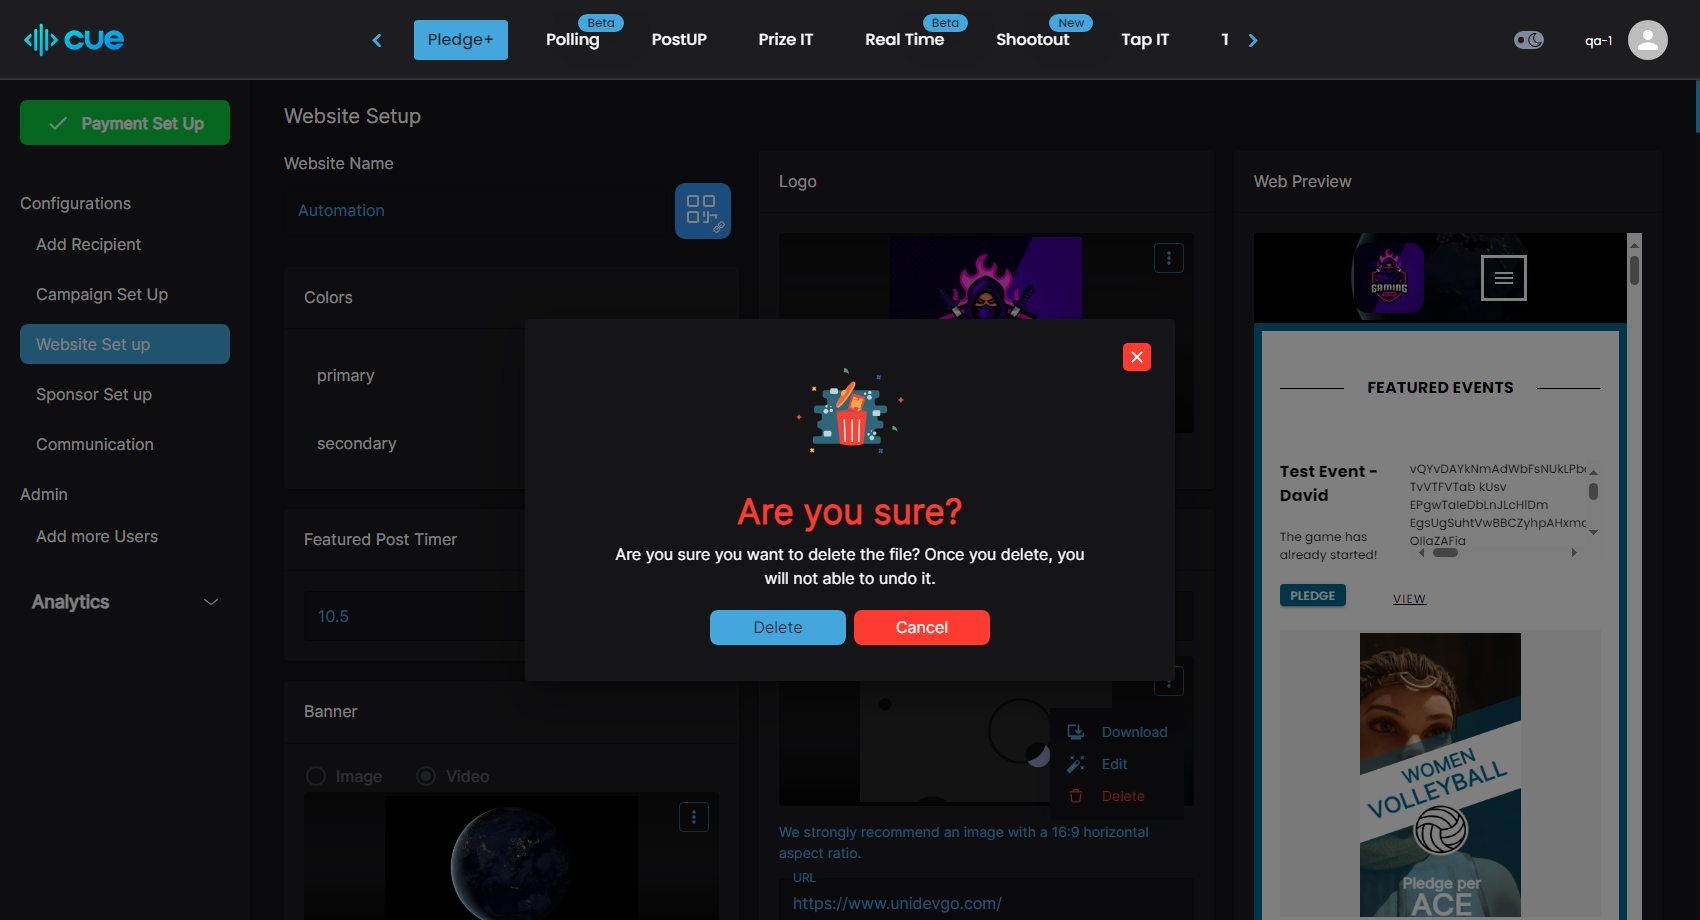 cue
Pledge+
Beta
Polling
PostUP
Prize IT
Beta
Real Time
New
Shootout
Tap IT
T
qa-1
Payment Set Up
Configurations
Add Recipient
Campaign Set Up
Website Set up
Sponsor Set up
Communication
Admin
Add more Users
Analytics
Website Setup
Website Name
Automation
Colors
primary
secondary
Featured Post Timer
10.5
Banner
Image
Video
Logo
Are you sure?
Are you sure you want to delete the file? Once you delete, you
will not able to undo it.
Delete
Cancel
Download
Edit
Delete
We strongly recommend an image with a 16:9 horizontal
aspect ratio.
URL
https://www.unidevgo.com/
Web Preview
GAMING
FEATURED EVENTS
Test Event -
David
The game has
already started!
vQYvDAYkNmAdWbFsNUkLPb
TvVTFVTab kUsv
EPgwTaIeDbLnJLcHlDm
EgsUgSuhtVwBBCZyhpAHxm
OIIaZAFia
PLEDGE
VIEW
WOMEN
VOLLEYBALL
Pledge per
ACE